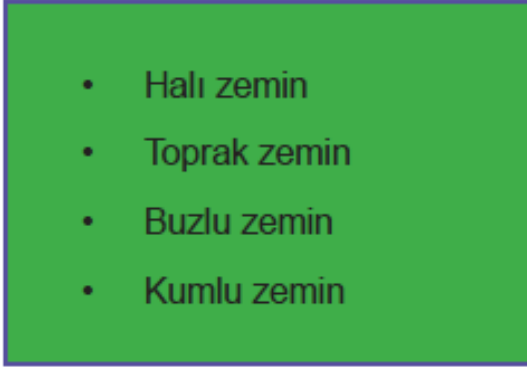 • Halı zemin
• Toprak zemin
• Buzlu zemin
• Kumlu zemin